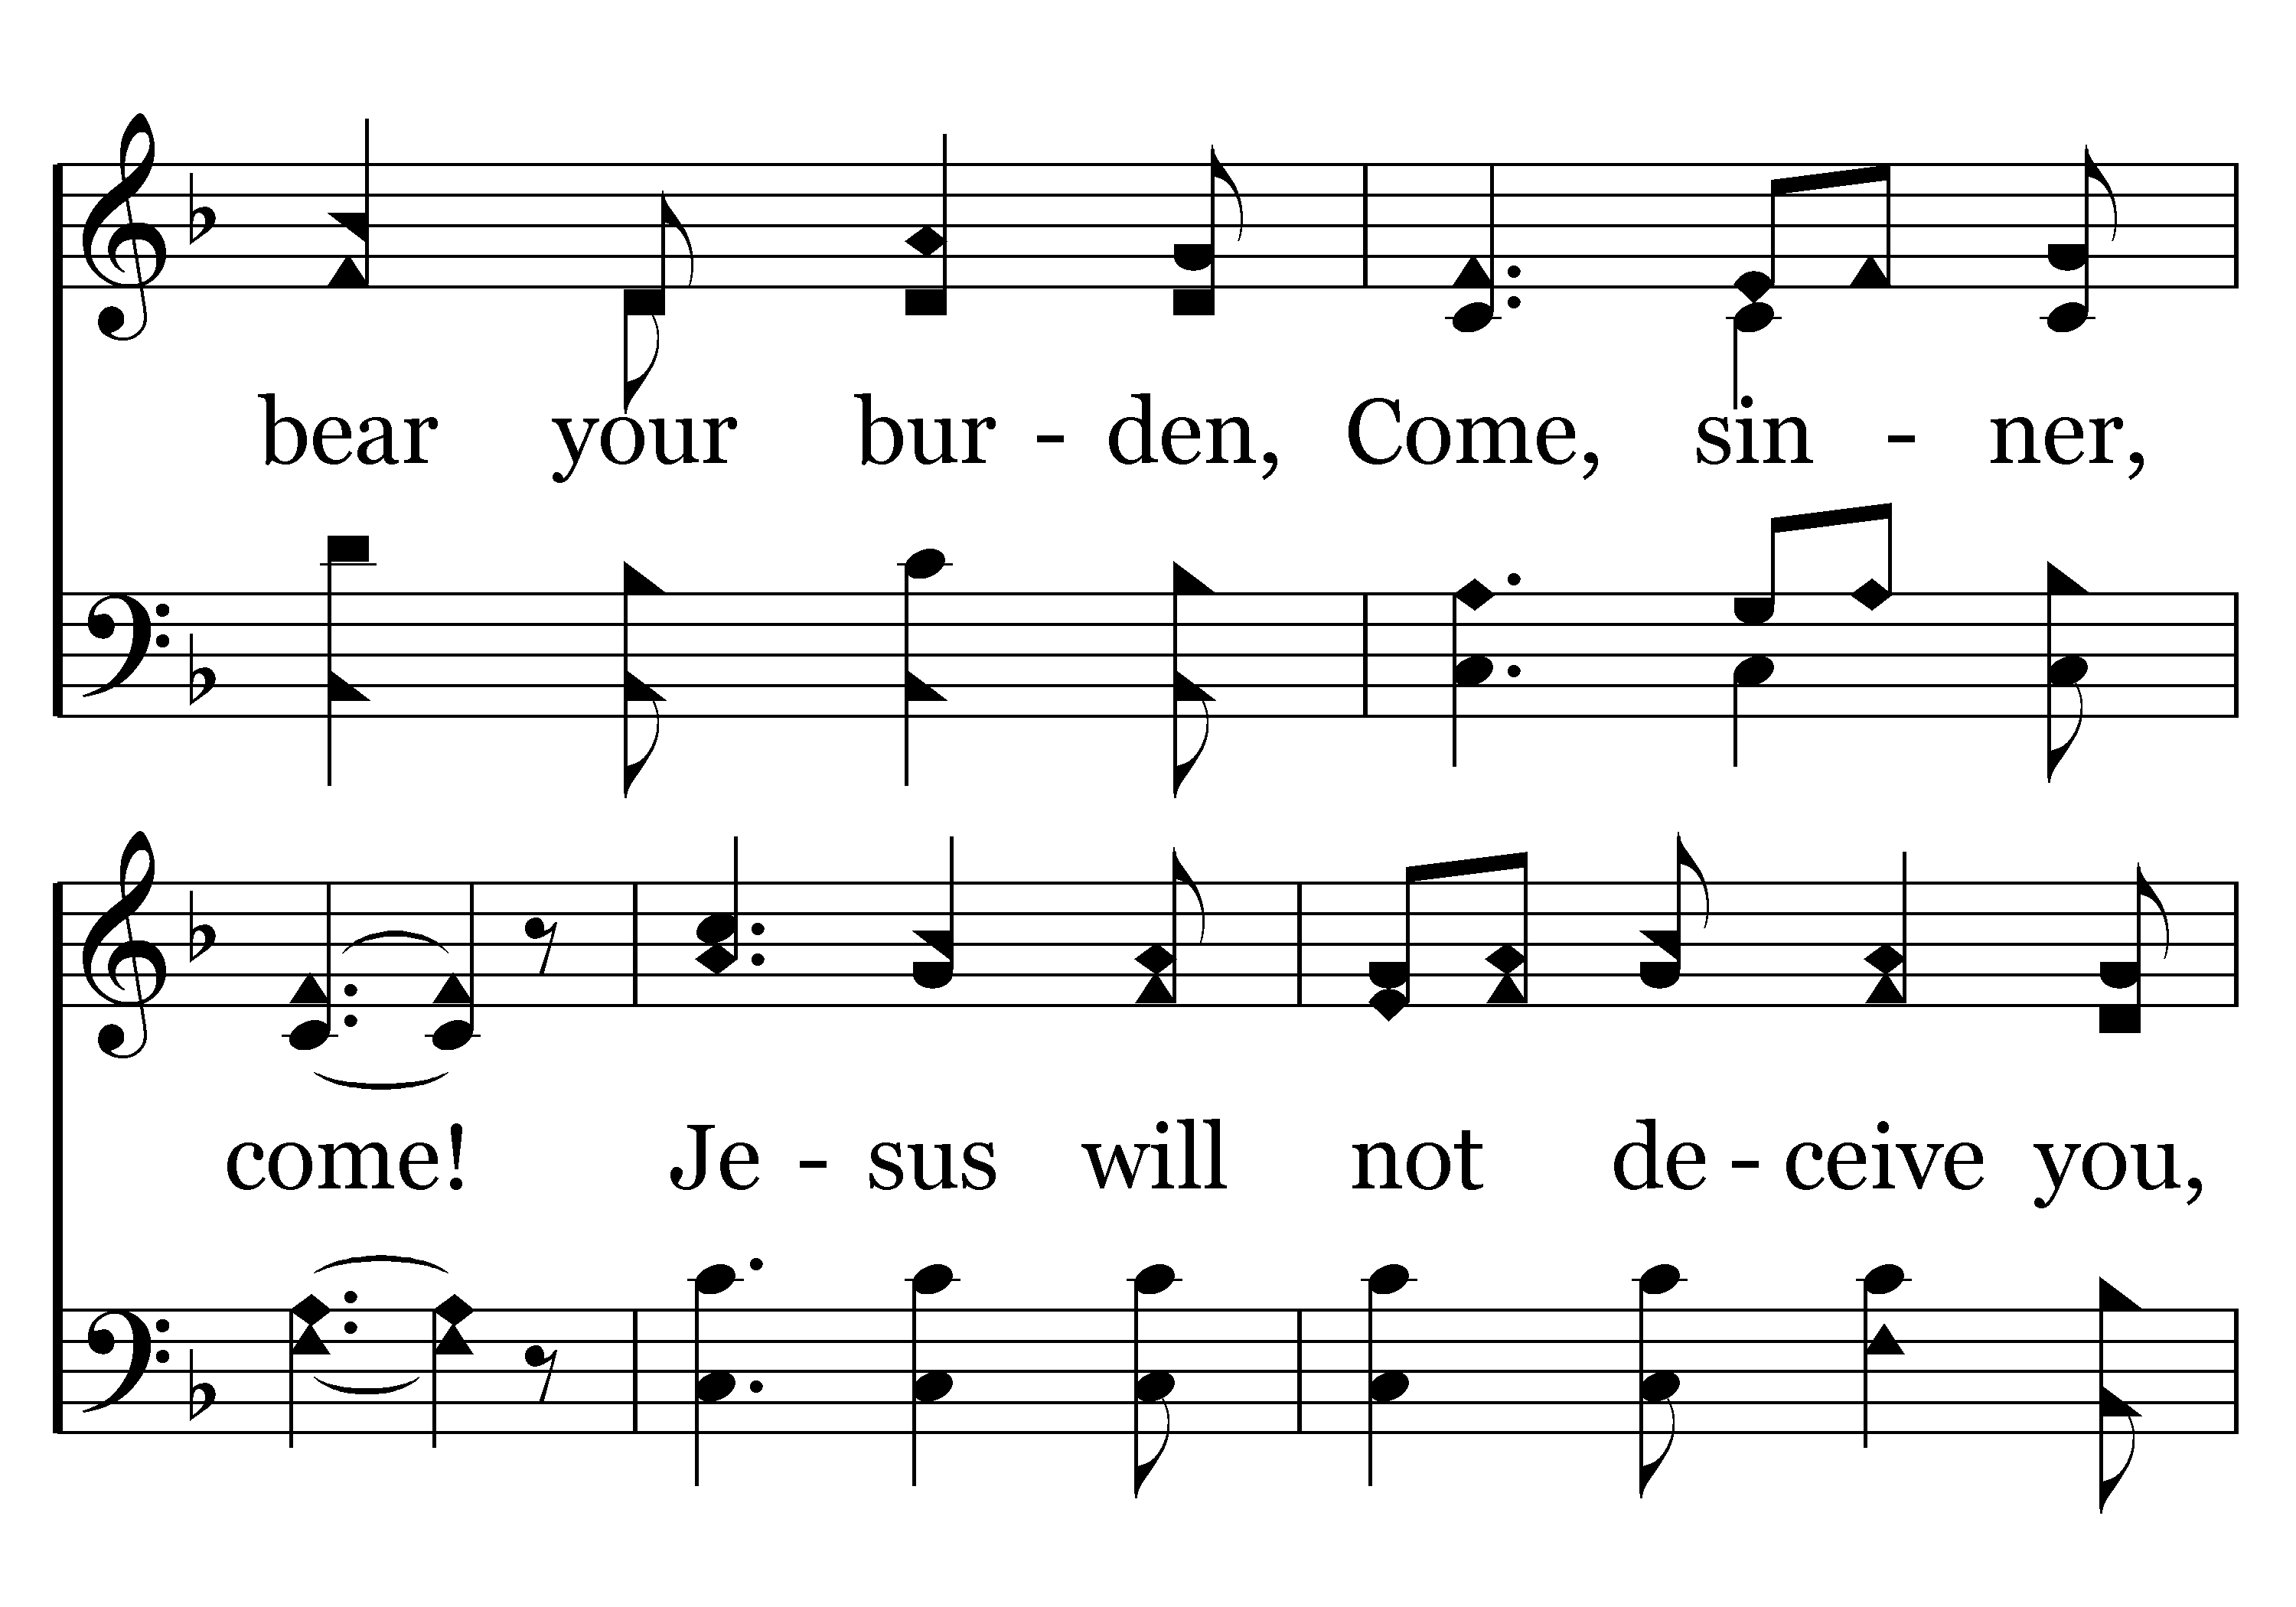 bear your bur - den, Come, sin - ner,
come! Je - sus will not de - ceive you,